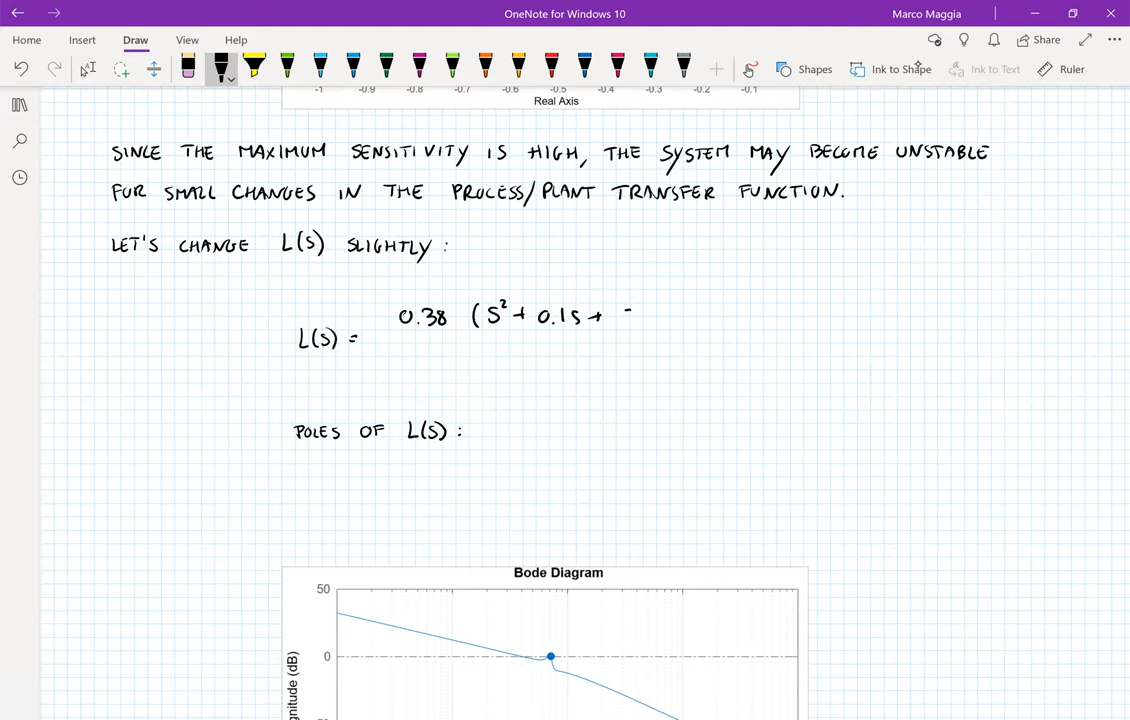 OneNote for Windows 10
Marco Maggia
Home Insert Draw View Help
Share
Shapes
Ink to Shape
Ink to Text
Ruler
-1 -0.9 -0.8 -0.7 -0.6 -0.5 -0.4 -0.3 -0.2 -0.1
Real Axis
SINCE THE MAXIMUM SENSITIVITY IS HIGH, THE SYSTEM MAY BECOME UNSTABLE
FOR SMALL CHANGES IN THE PROCESS/PLANT TRANSFER FUNCTION.
LET'S CHANGE L(S) SLIGHTLY:
0.38 (S² + 0.1S +
L(S) =
POLES OF L(S):
Bode Diagram
50
0
gnitude (dB)